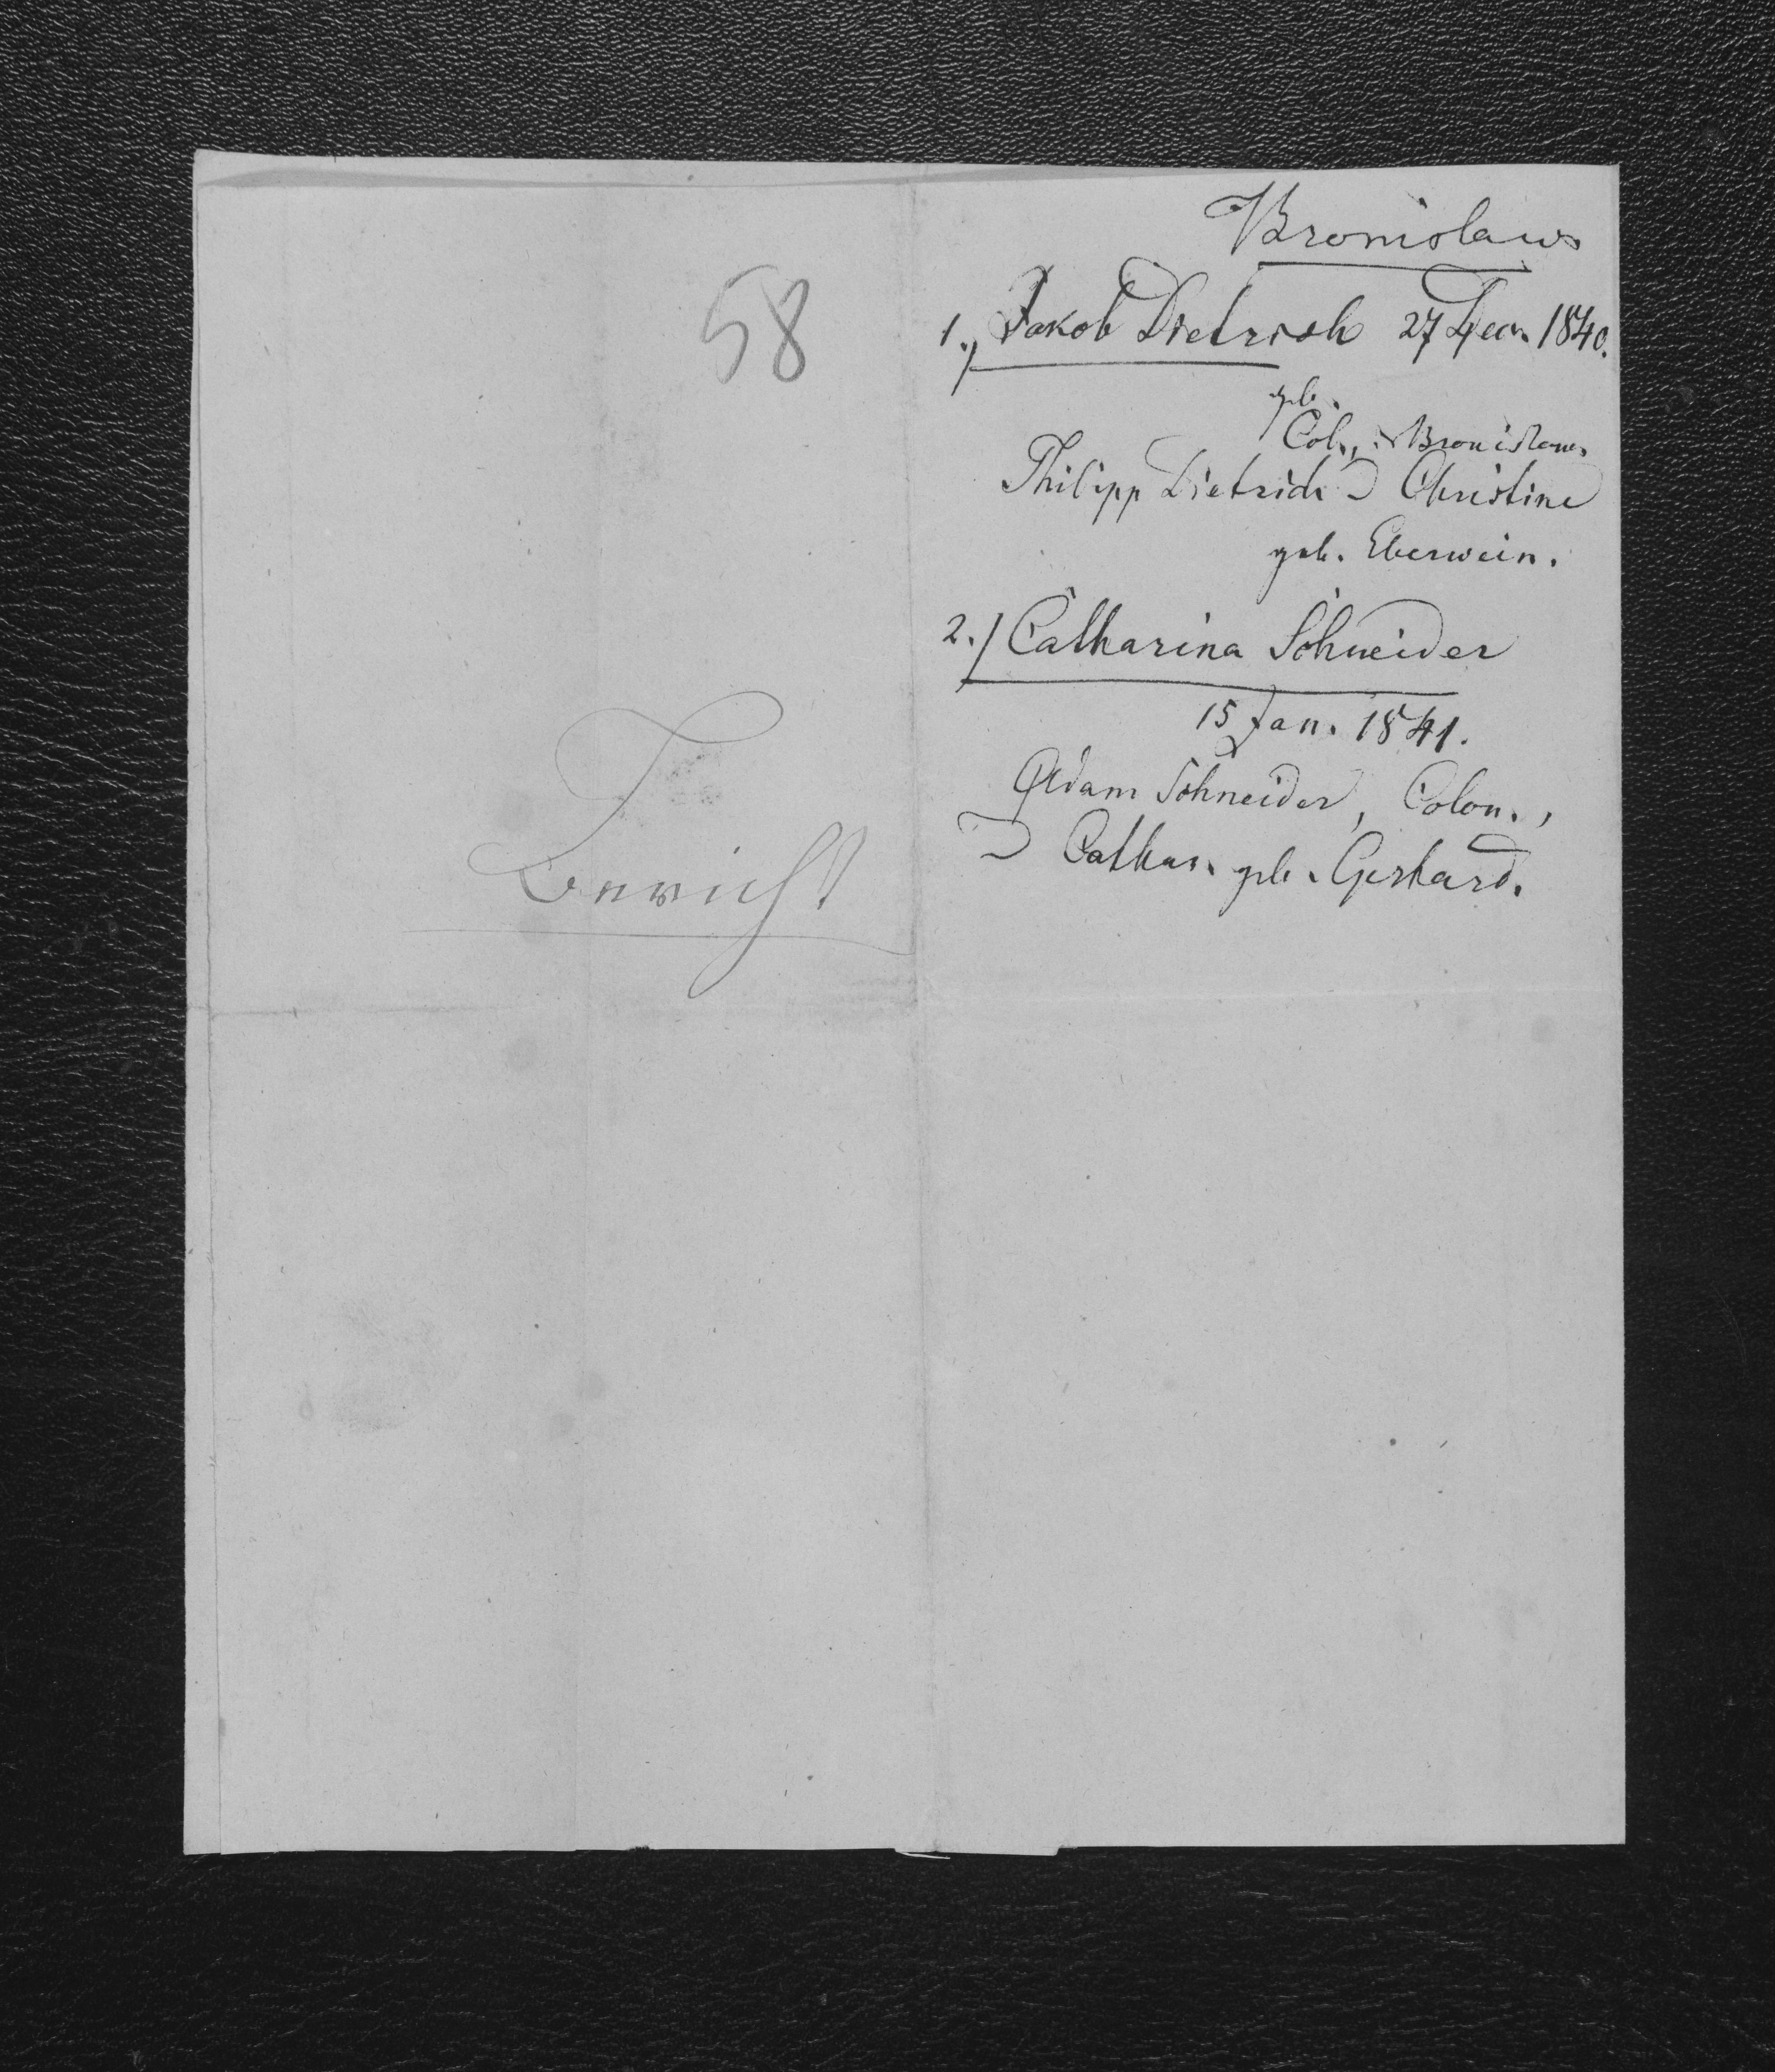 58
Bericht
Bronislaw
1.) Jakob Dietrich 27 Dec. 1840.
geb.
Col., Bronislaw.
Philipp Dietrich & Christine
geb. Eberwein.
2.) Catharina Schneider
15 Jan. 1841.
Adam Schneider, Colon.,
& Cathar. geb. Gerhard.